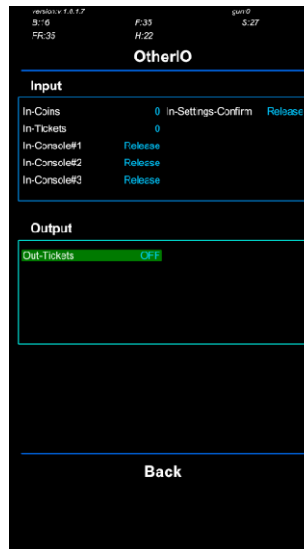 version:v 1.8.1.7 gun:0
B:16 P:35 S:27
FR:35 H:22
OtherIO
Input
In-Coins 0 In-Settings-Confirm Release
In-Tickets 0
In-Console#1 Release
In-Console#2 Release
In-Console#3 Release
Output
Out-Tickets OFF
Back